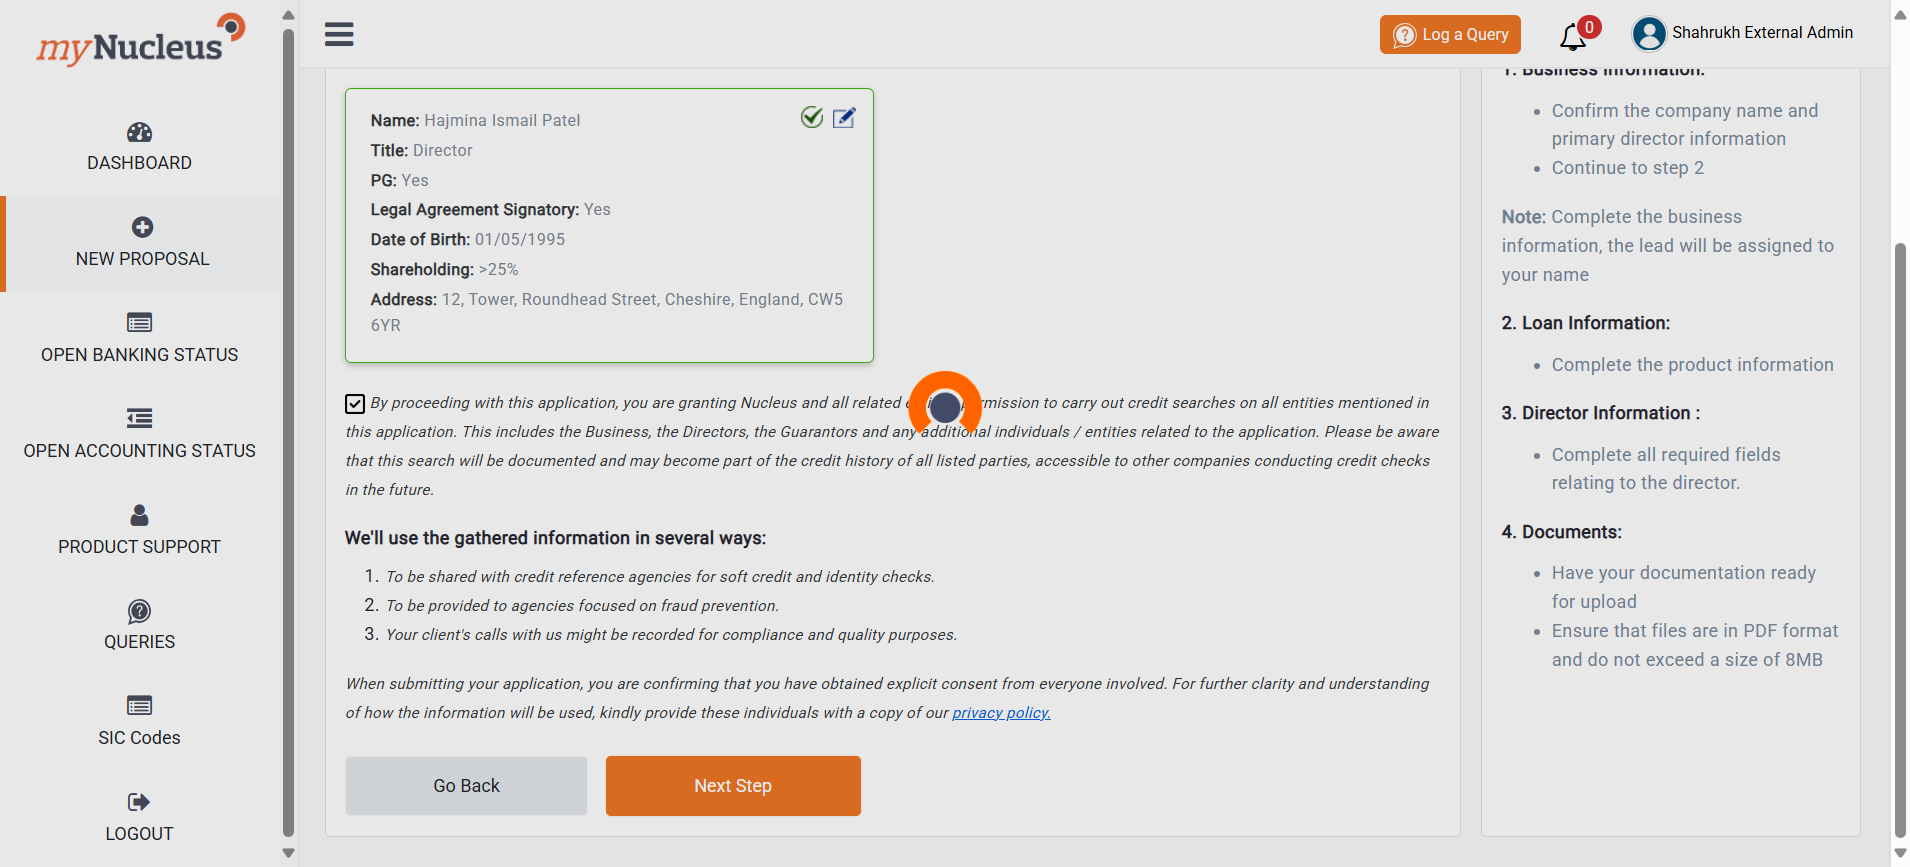 myNucleus
DASHBOARD
NEW PROPOSAL
OPEN BANKING STATUS
OPEN ACCOUNTING STATUS
PRODUCT SUPPORT
QUERIES
SIC Codes
LOGOUT
Log a Query
0
Shahrukh External Admin
Name: Hajmina Ismail Patel
Title: Director
PG: Yes
Legal Agreement Signatory: Yes
Date of Birth: 01/05/1995
Shareholding: >25%
Address: 12, Tower, Roundhead Street, Cheshire, England, CW5
6YR
By proceeding with this application, you are granting Nucleus and all related permission to carry out credit searches on all entities mentioned in
this application. This includes the Business, the Directors, the Guarantors and any additional individuals / entities related to the application. Please be aware
that this search will be documented and may become part of the credit history of all listed parties, accessible to other companies conducting credit checks
in the future.
We'll use the gathered information in several ways:
1. To be shared with credit reference agencies for soft credit and identity checks.
2. To be provided to agencies focused on fraud prevention.
3. Your client's calls with us might be recorded for compliance and quality purposes.
When submitting your application, you are confirming that you have obtained explicit consent from everyone involved. For further clarity and understanding
of how the information will be used, kindly provide these individuals with a copy of our privacy policy.
Go Back
Next Step
1. Business Information:
Confirm the company name and
primary director information
Continue to step 2
Note: Complete the business
information, the lead will be assigned to
your name
2. Loan Information:
Complete the product information
3. Director Information :
Complete all required fields
relating to the director.
4. Documents:
Have your documentation ready
for upload
Ensure that files are in PDF format
and do not exceed a size of 8MB